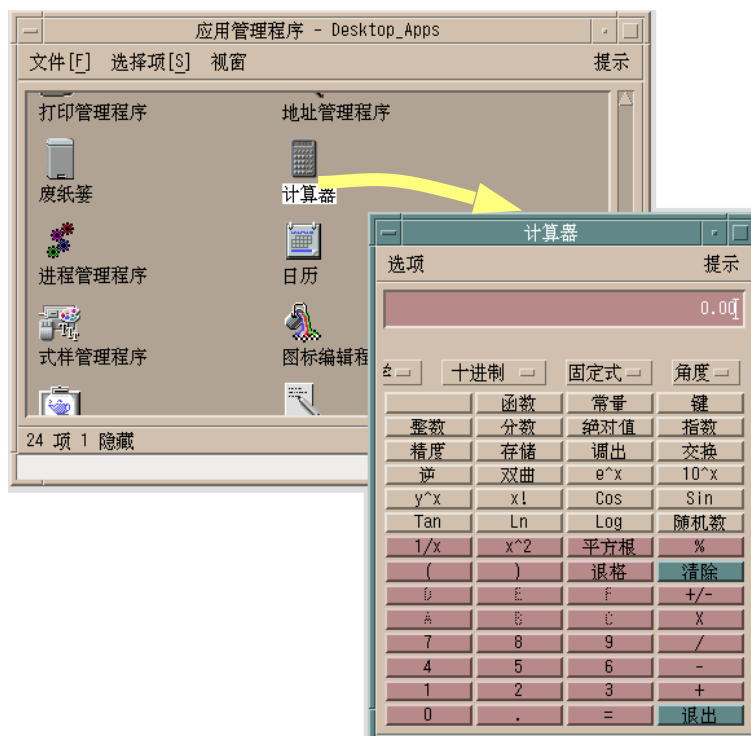 应用管理程序 - Desktop_Apps
文件[F] 选择项[S] 视窗 提示
打印管理程序 地址管理程序
废纸篓 计算器
进程管理程序 日历
式样管理程序 图标编辑程
24 项 1 隐藏
计算器
选项 提示
0.00
十进制 固定式 角度
函数 常量 键
整数 分数 绝对值 指数
精度 存储 调出 交换
逆 双曲 e^x 10^x
y^x x! Cos Sin
Tan Ln Log 随机数
1/x x^2 平方根 %
( ) 退格 清除
D E F +/-
A B C X
7 8 9 /
4 5 6 -
1 2 3 +
0 . = 退出